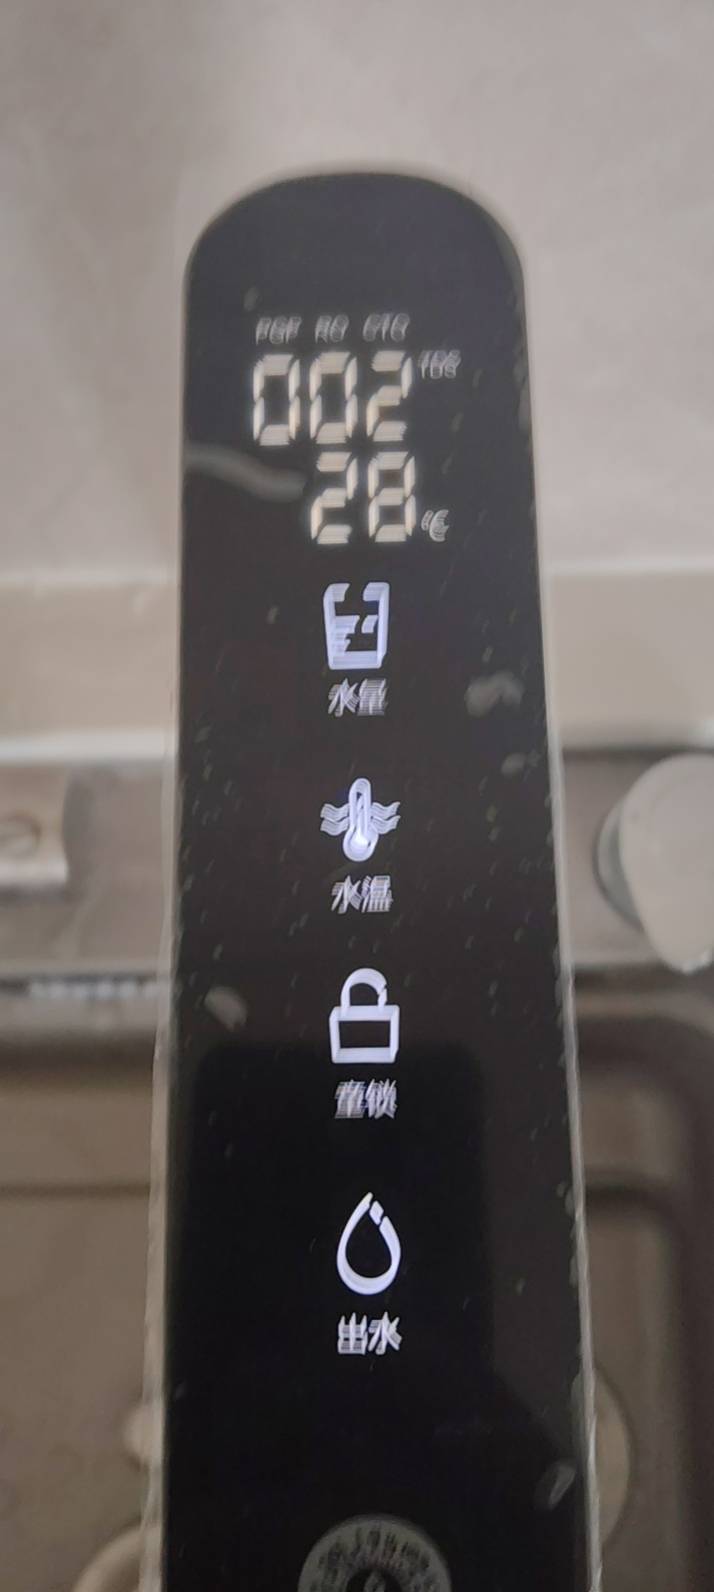 PCF RO CTO
002 TDS
28 ℃
水量
水温
童锁
出水